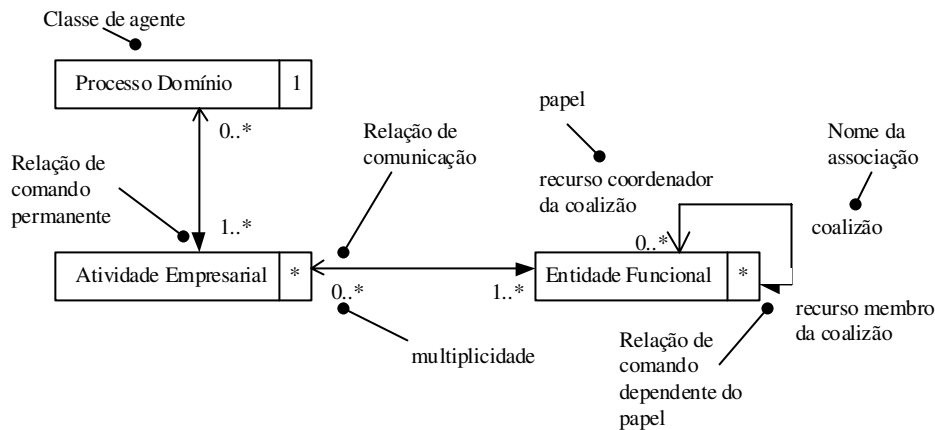 Classe de agente
Processo Domínio 1
0..*
Relação de
comando
permanente
1..*
Relação de
comunicação
papel
recurso coordenador
da coalizão
Nome da
associação
coalizão
0..*
Atividade Empresarial *
0..*
1..*
Entidade Funcional *
multiplicidade
recurso membro
da coalizão
Relação de
comando
dependente do
papel